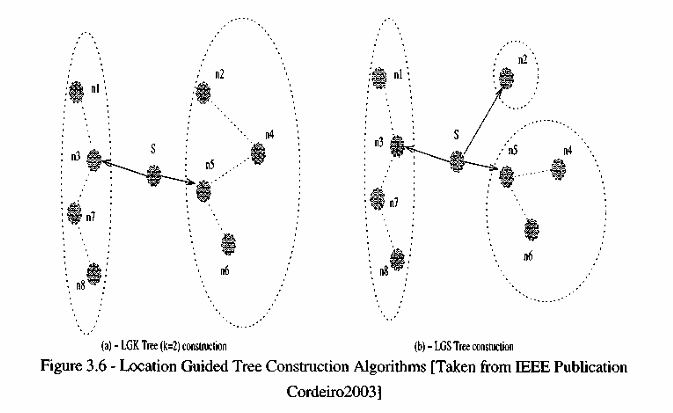 n1
n2
S
n3
n4
n5
n7
n6
n8
(a) - LGK Tree (k=2) construction
n1
n2
S
n3
n5
n4
n7
n6
n8
(b) - LGS Tree constuction
Figure 3.6 - Location Guided Tree Construction Algorithms [Taken from IEEE Publication
Cordeiro2003]